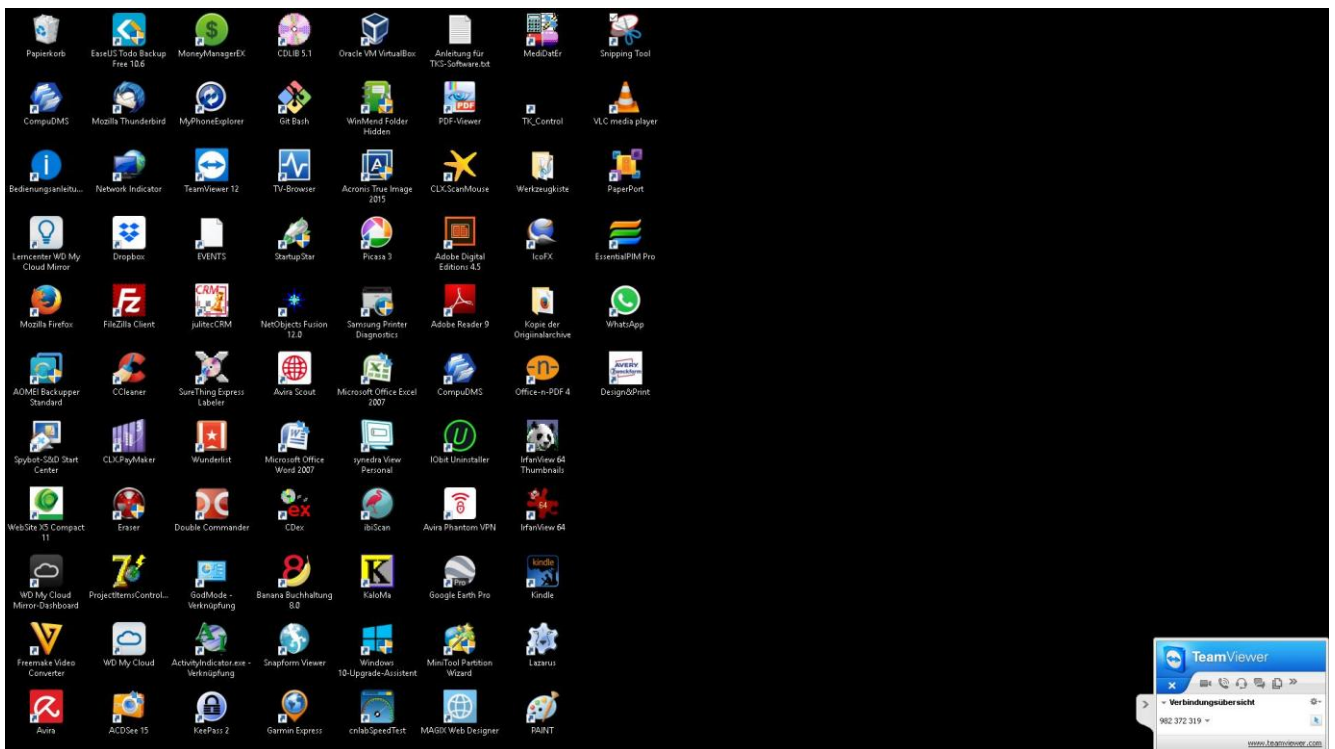 Papierkorb
EaseUS Todo Backup
Free 10.6
MoneyManagerEX
CDLIB 5.1
Oracle VM VirtualBox
Anleitung für
TKS-Software.txt
MediDatEr
Snipping Tool
CompuDMS
Mozilla Thunderbird
MyPhoneExplorer
Git Bash
WinMend Folder
Hidden
PDF
PDF-Viewer
TK_Control
VLC media player
Bedienungsanleitu...
Network Indicator
TeamViewer 12
TV-Browser
Acronis True Image
2015
CLX.ScanMouse
Werkzeugkiste
PaperPort
Lerncenter WD My
Cloud Mirror
Dropbox
EVENTS
StartupStar
Picasa 3
Adobe Digital
Editions 4.5
IcoFX
EssentialPIM Pro
Mozilla Firefox
FileZilla Client
CRM
julitecCRM
NetObjects Fusion
12.0
Samsung Printer
Diagnostics
Adobe Reader 9
Kopie der
Origiinalarchive
WhatsApp
AOMEI Backupper
Standard
CCleaner
SureThing Express
Labeler
Avira Scout
Microsoft Office Excel
2007
CompuDMS
-n-
Office-n-PDF 4
AVERY
Zweckform
Design&Print
Spybot-S&D Start
Center
CLX.PayMaker
Wunderlist
Microsoft Office
Word 2007
synedra View
Personal
IObit Uninstaller
IrfanView 64
Thumbnails
WebSite X5 Compact
11
Eraser
Double Commander
ex
CDex
ibiScan
Avira Phantom VPN
64
IrfanView 64
WD My Cloud
Mirror-Dashboard
ProjectItemsControl...
GodMode -
Verknüpfung
Banana Buchhaltung
8.0
K
KaloMa
Pro
Google Earth Pro
kindle
Kindle
Freemake Video
Converter
WD My Cloud
ActivityIndicator.exe -
Verknüpfung
Snapform Viewer
Windows
10-Upgrade-Assistent
MiniTool Partition
Wizard
Lazarus
Avira
ACDSee 15
KeePass 2
Garmin Express
cnlabSpeedTest
MAGIX Web Designer
PAINT
TeamViewer
Verbindungsübersicht
982 372 319
www.teamviewer.com